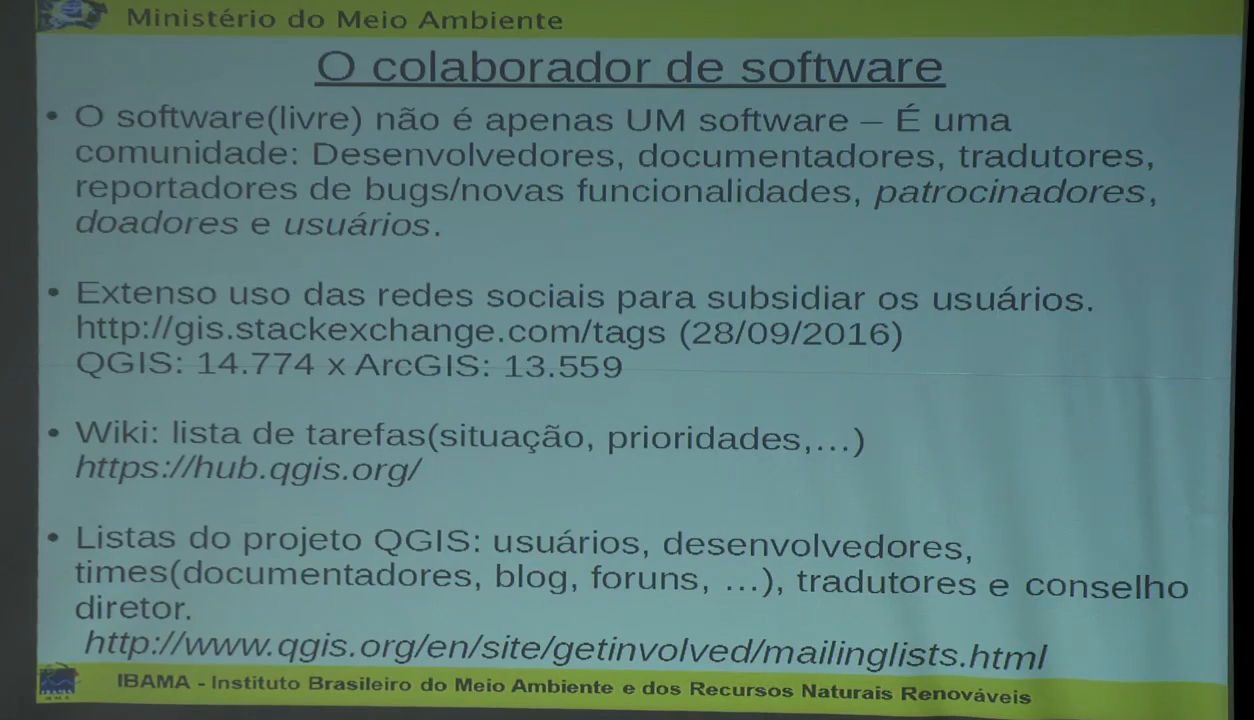 Ministério do Meio Ambiente
O colaborador de software
• O software(livre) não é apenas UM software – É uma
comunidade: Desenvolvedores, documentadores, tradutores,
reportadores de bugs/novas funcionalidades, patrocinadores,
doadores e usuários.
• Extenso uso das redes sociais para subsidiar os usuários.
http://gis.stackexchange.com/tags (28/09/2016)
QGIS: 14.774 x ArcGIS: 13.559
• Wiki: lista de tarefas(situação, prioridades,...)
https://hub.qgis.org/
• Listas do projeto QGIS: usuários, desenvolvedores,
times(documentadores, blog, foruns, ...), tradutores e conselho
diretor.
http://www.qgis.org/en/site/getinvolved/mailinglists.html
IBAMA
MMA
IBAMA - Instituto Brasileiro do Meio Ambiente e dos Recursos Naturais Renováveis